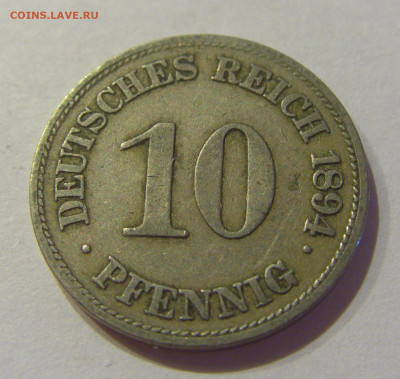 COINS.LAVE.RU
DEUTSCHES REICH 1894
10
· PFENNIG ·